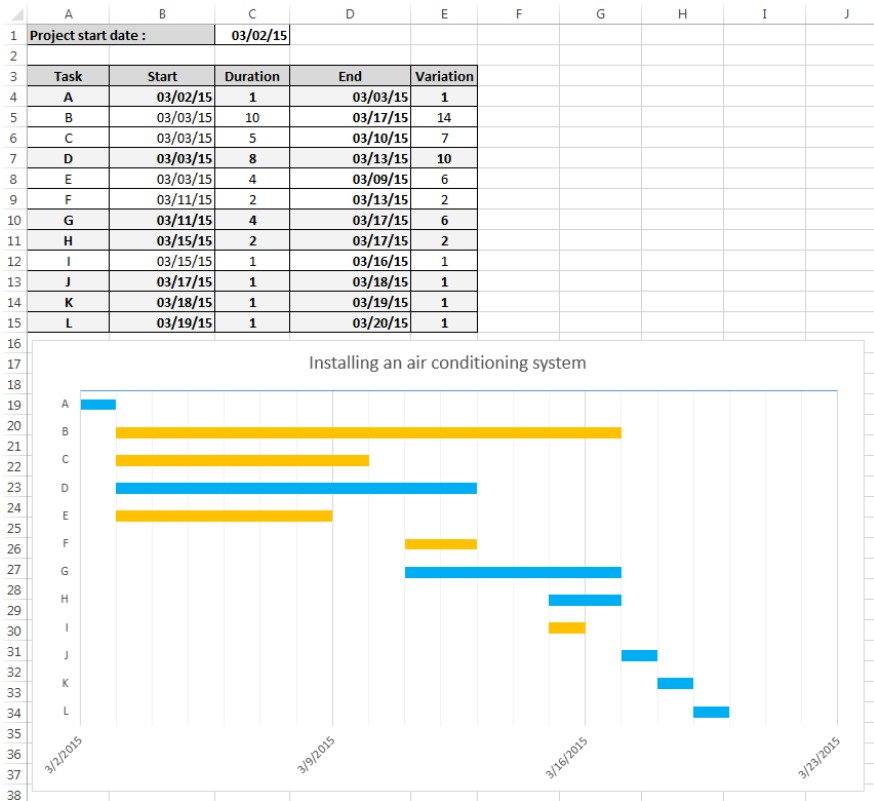 A B C D E F G H I J
1 Project start date : 03/02/15
2
3 Task Start Duration End Variation
4 A 03/02/15 1 03/03/15 1
5 B 03/03/15 10 03/17/15 14
6 C 03/03/15 5 03/10/15 7
7 D 03/03/15 8 03/13/15 10
8 E 03/03/15 4 03/09/15 6
9 F 03/11/15 2 03/13/15 2
10 G 03/11/15 4 03/17/15 6
11 H 03/15/15 2 03/17/15 2
12 I 03/15/15 1 03/16/15 1
13 J 03/17/15 1 03/18/15 1
14 K 03/18/15 1 03/19/15 1
15 L 03/19/15 1 03/20/15 1
16
17 Installing an air conditioning system
18
19 A
20 B
21
22 C
23 D
24 E
25
26 F
27 G
28 H
29
30 I
31 J
32
33 K
34 L
35
36 3/2/2015 3/9/2015 3/16/2015 3/23/2015
37
38